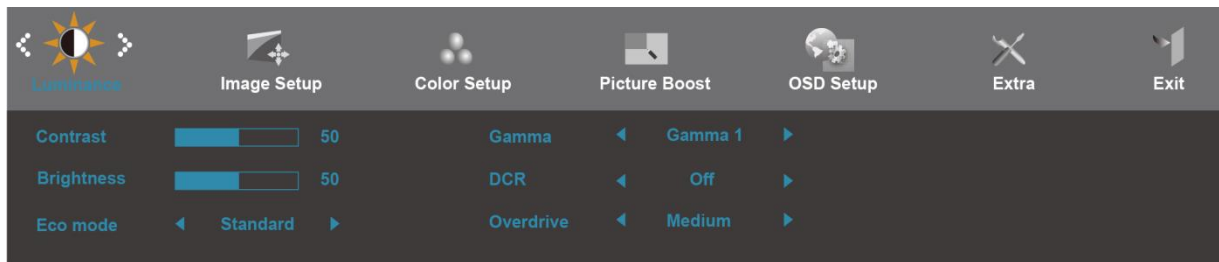 Luminance Image Setup Color Setup Picture Boost OSD Setup Extra Exit
Contrast 50 Gamma Gamma 1
Brightness 50 DCR Off
Eco mode Standard Overdrive Medium